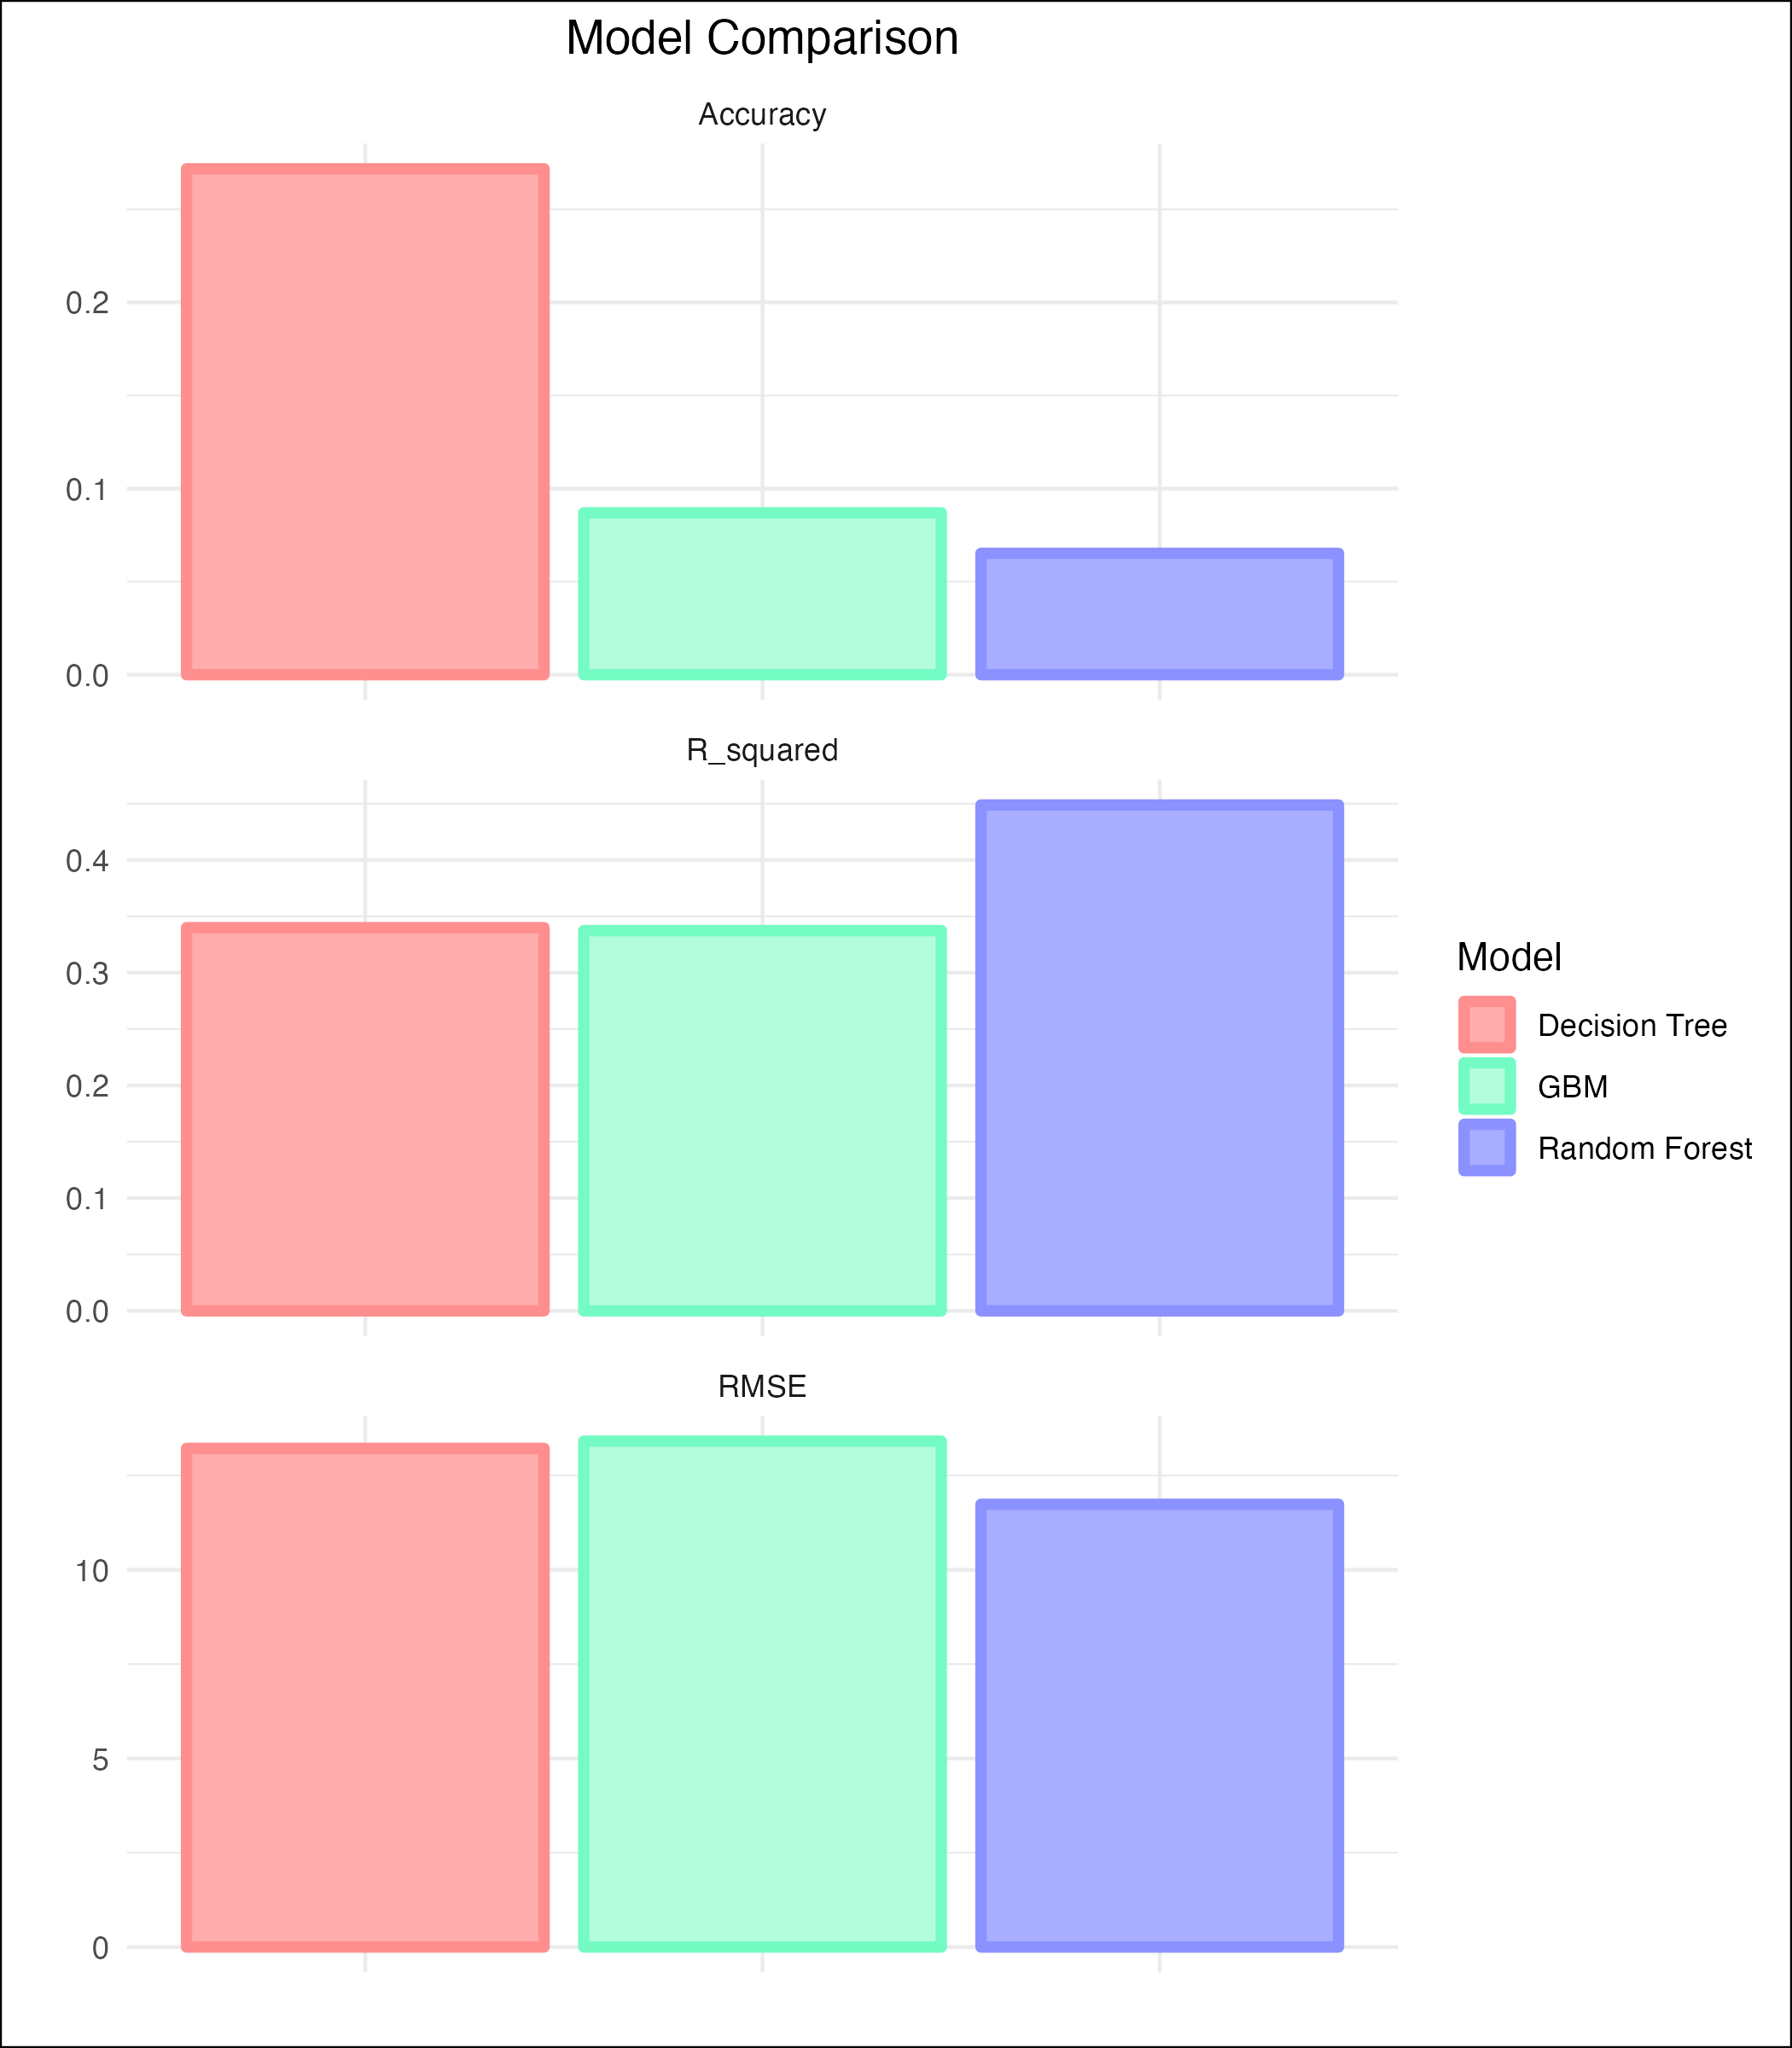 Model Comparison
Accuracy
0.2
0.1
0.0
R_squared
0.4
0.3
0.2
0.1
0.0
RMSE
10
5
0
Model
Decision Tree
GBM
Random Forest